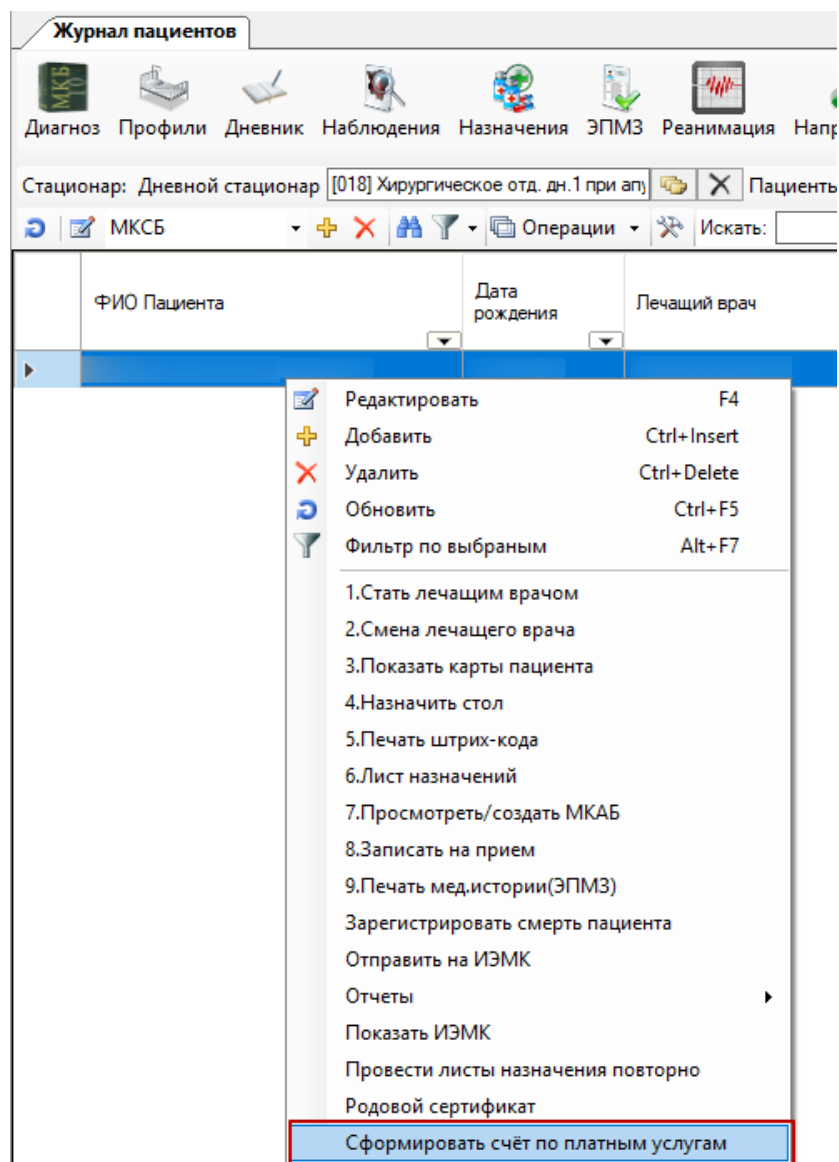 Журнал пациентов
МКБ 10
Диагноз Профили Дневник Наблюдения Назначения ЭПМЗ Реанимация Напр
Стационар: Дневной стационар [018] Хирургическое отд. дн.1 при апу Пациенты
МКСБ Операции Искать:
ФИО Пациента Дата рождения Лечащий врач
Редактировать F4
Добавить Ctrl+Insert
Удалить Ctrl+Delete
Обновить Ctrl+F5
Фильтр по выбраным Alt+F7
1.Стать лечащим врачом
2.Смена лечащего врача
3.Показать карты пациента
4.Назначить стол
5.Печать штрих-кода
6.Лист назначений
7.Просмотреть/создать МКАБ
8.Записать на прием
9.Печать мед.истории(ЭПМЗ)
Зарегистрировать смерть пациента
Отправить на ИЭМК
Отчеты
Показать ИЭМК
Провести листы назначения повторно
Родовой сертификат
Сформировать счёт по платным услугам